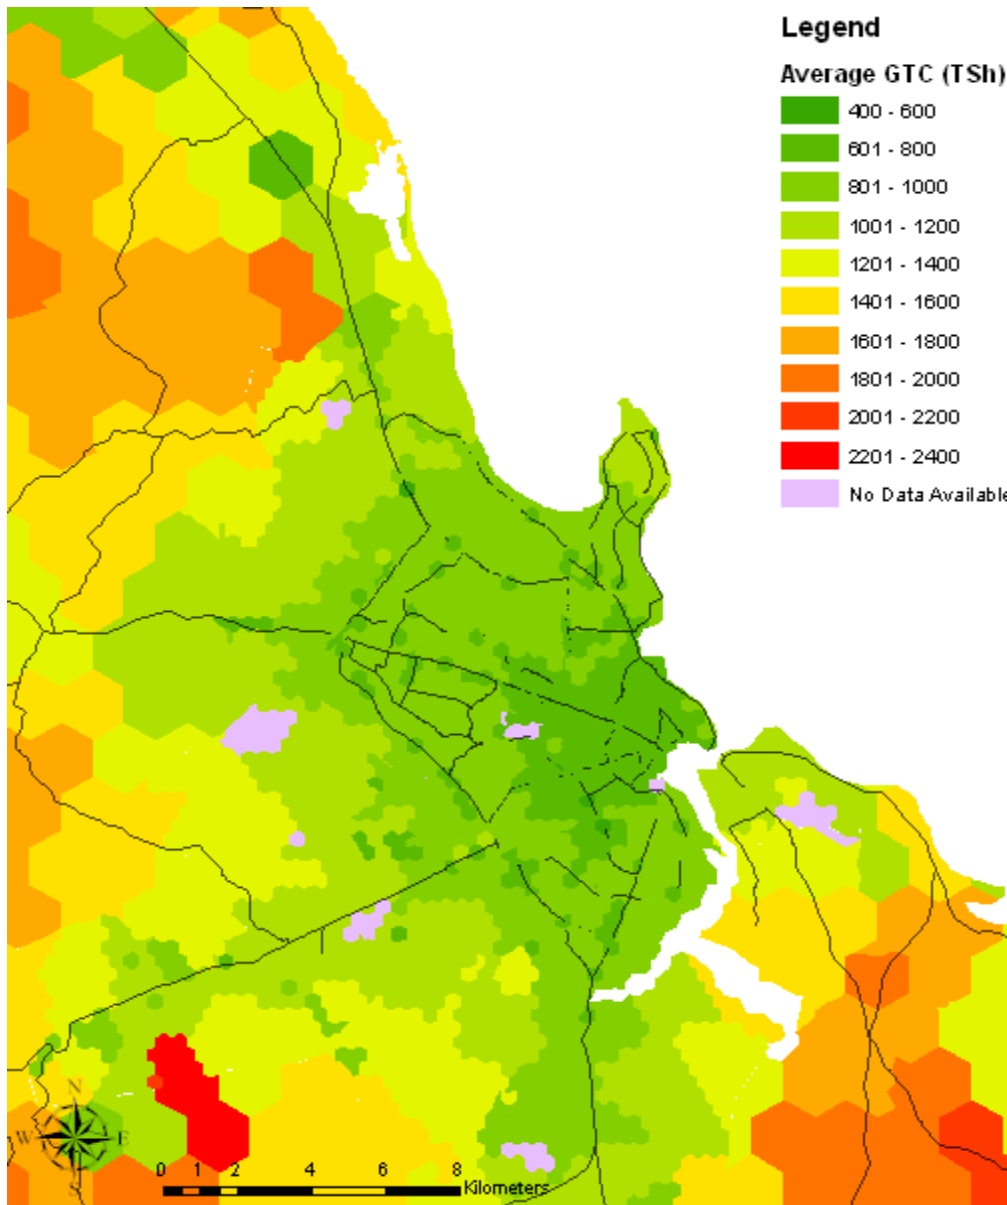 Legend
Average GTC (TSh)
400 - 600
601 - 800
801 - 1000
1001 - 1200
1201 - 1400
1401 - 1600
1601 - 1800
1801 - 2000
2001 - 2200
2201 - 2400
No Data Available
N
W E
S
0 1 2 4 6 8
Kilometers